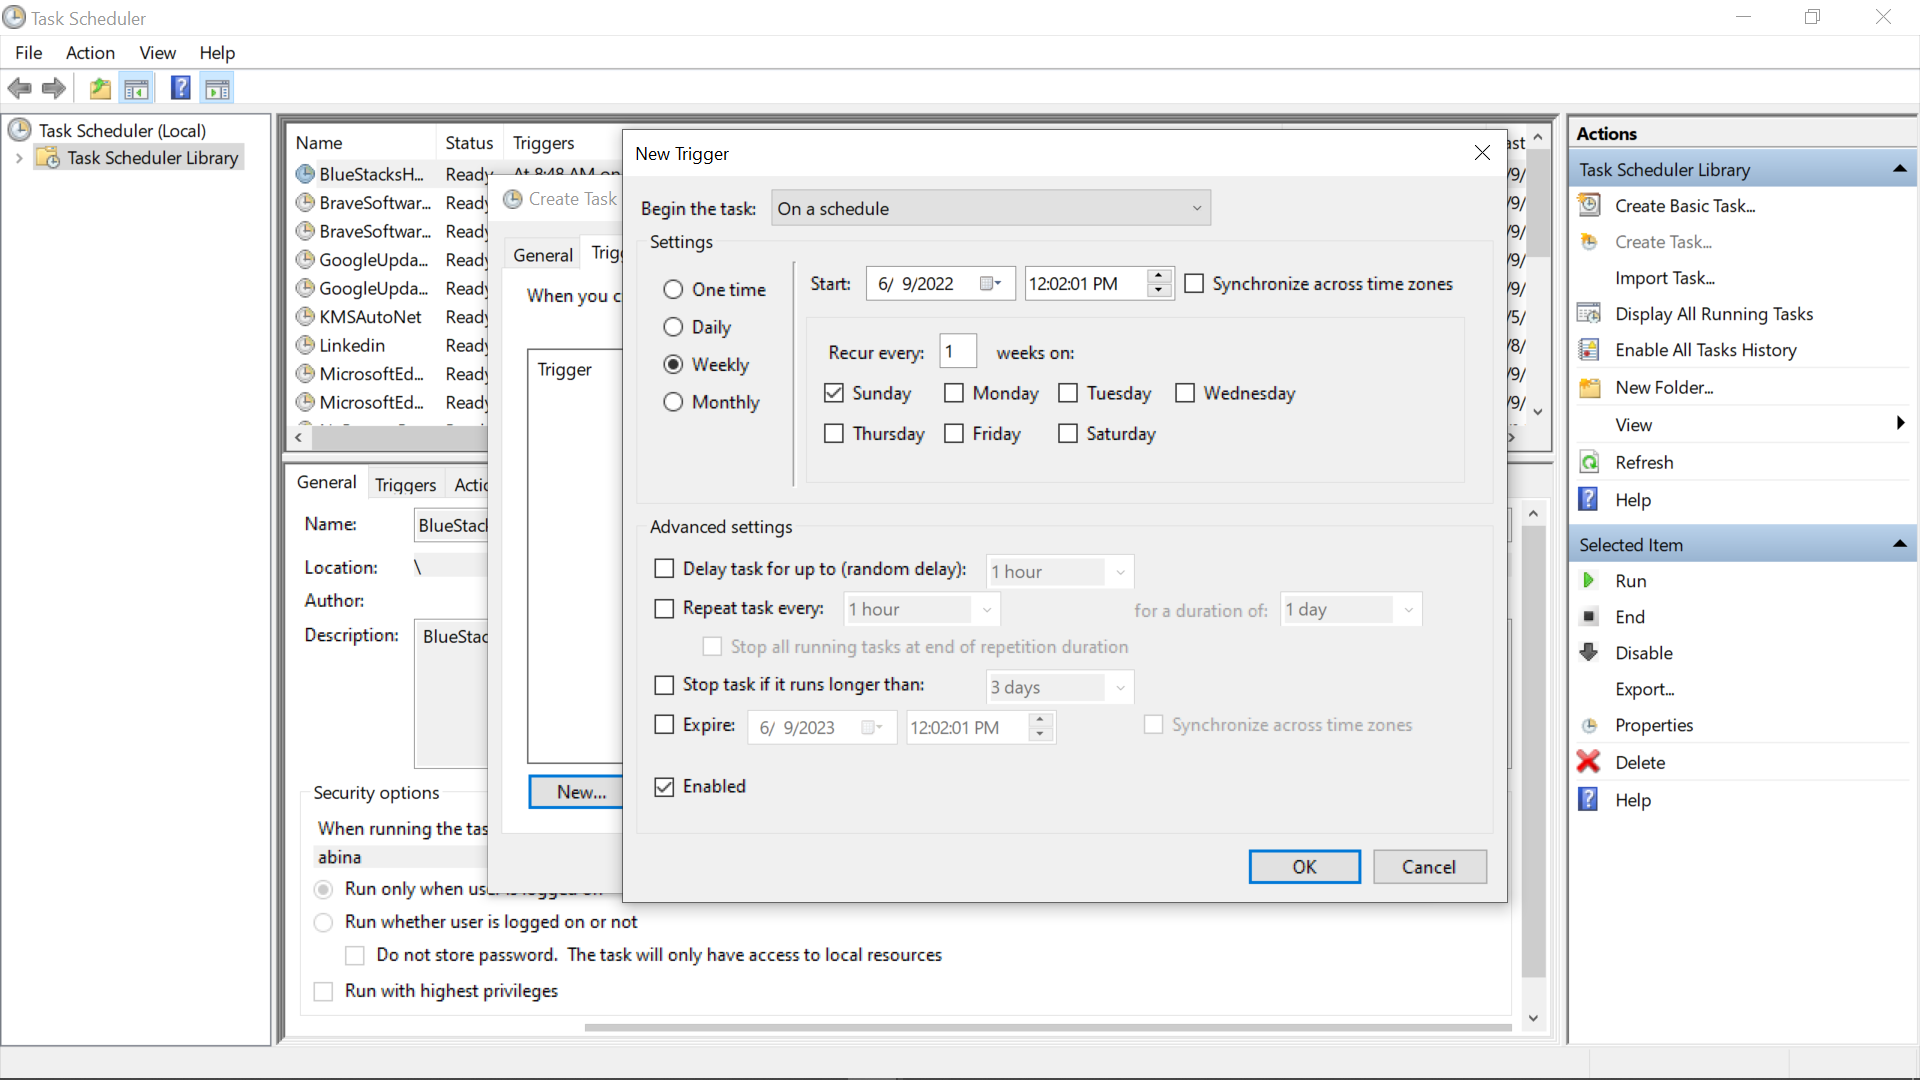 Task Scheduler
File Action View Help
Task Scheduler (Local)
Task Scheduler Library
Name Status Triggers
BlueStacksH... Ready
BraveSoftwar... Ready
BraveSoftwar... Ready
GoogleUpda... Ready
GoogleUpda... Ready
KMSAutoNet Ready
Linkedin Ready
MicrosoftEd... Ready
MicrosoftEd... Ready
Create Task
General
When you c
Trigger
New...
New Trigger
Begin the task: On a schedule
Settings
One time
Daily
Weekly
Monthly
Start: 6/ 9/2022 12:02:01 PM Synchronize across time zones
Recur every: 1 weeks on:
Sunday Monday Tuesday Wednesday
Thursday Friday Saturday
Advanced settings
Delay task for up to (random delay): 1 hour
Repeat task every: 1 hour for a duration of: 1 day
Stop all running tasks at end of repetition duration
Stop task if it runs longer than: 3 days
Expire: 6/ 9/2023 12:02:01 PM Synchronize across time zones
Enabled
OK Cancel
General Triggers Actic
Name: BlueStack
Location: \
Author:
Description: BlueStac
Security options
When running the tas
abina
Run only when use
Run whether user is logged on or not
Do not store password. The task will only have access to local resources
Run with highest privileges
Actions
Task Scheduler Library
Create Basic Task...
Create Task...
Import Task...
Display All Running Tasks
Enable All Tasks History
New Folder...
View
Refresh
Help
Selected Item
Run
End
Disable
Export...
Properties
Delete
Help